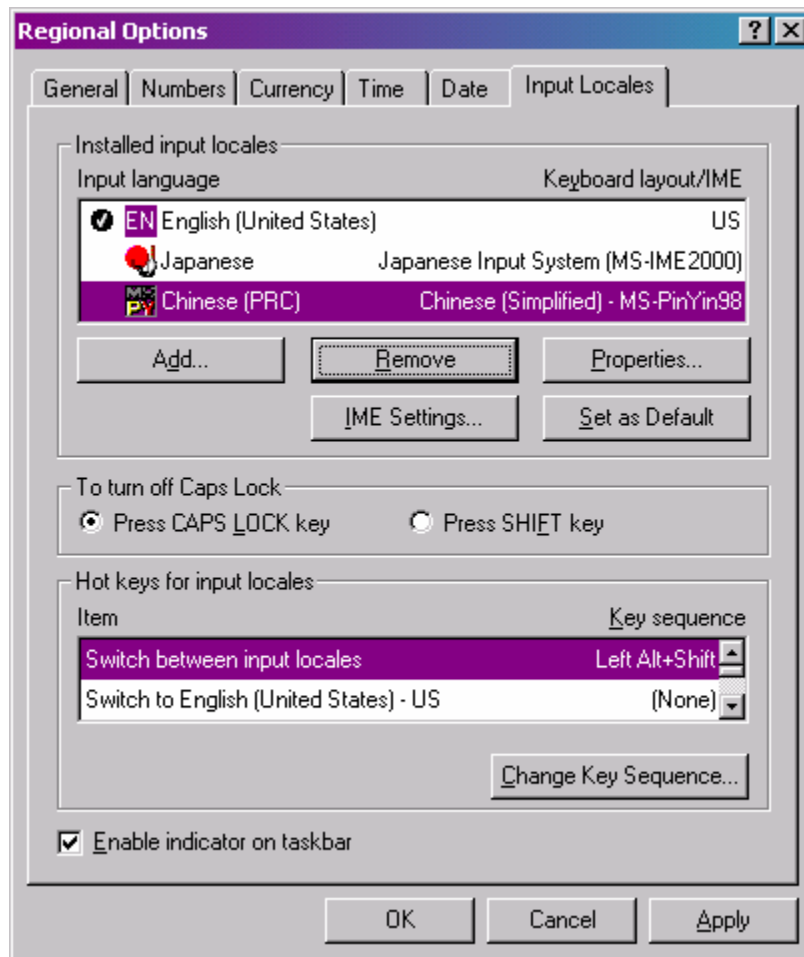 Regional Options
General Numbers Currency Time Date Input Locales
Installed input locales
Input language Keyboard layout/IME
EN English (United States) US
Japanese Japanese Input System (MS-IME2000)
MS PY Chinese (PRC) Chinese (Simplified) - MS-PinYin98
Add... Remove Properties...
IME Settings... Set as Default
To turn off Caps Lock
Press CAPS LOCK key Press SHIFT key
Hot keys for input locales
Item Key sequence
Switch between input locales Left Alt+Shift
Switch to English (United States) - US (None)
Change Key Sequence...
Enable indicator on taskbar
OK Cancel Apply